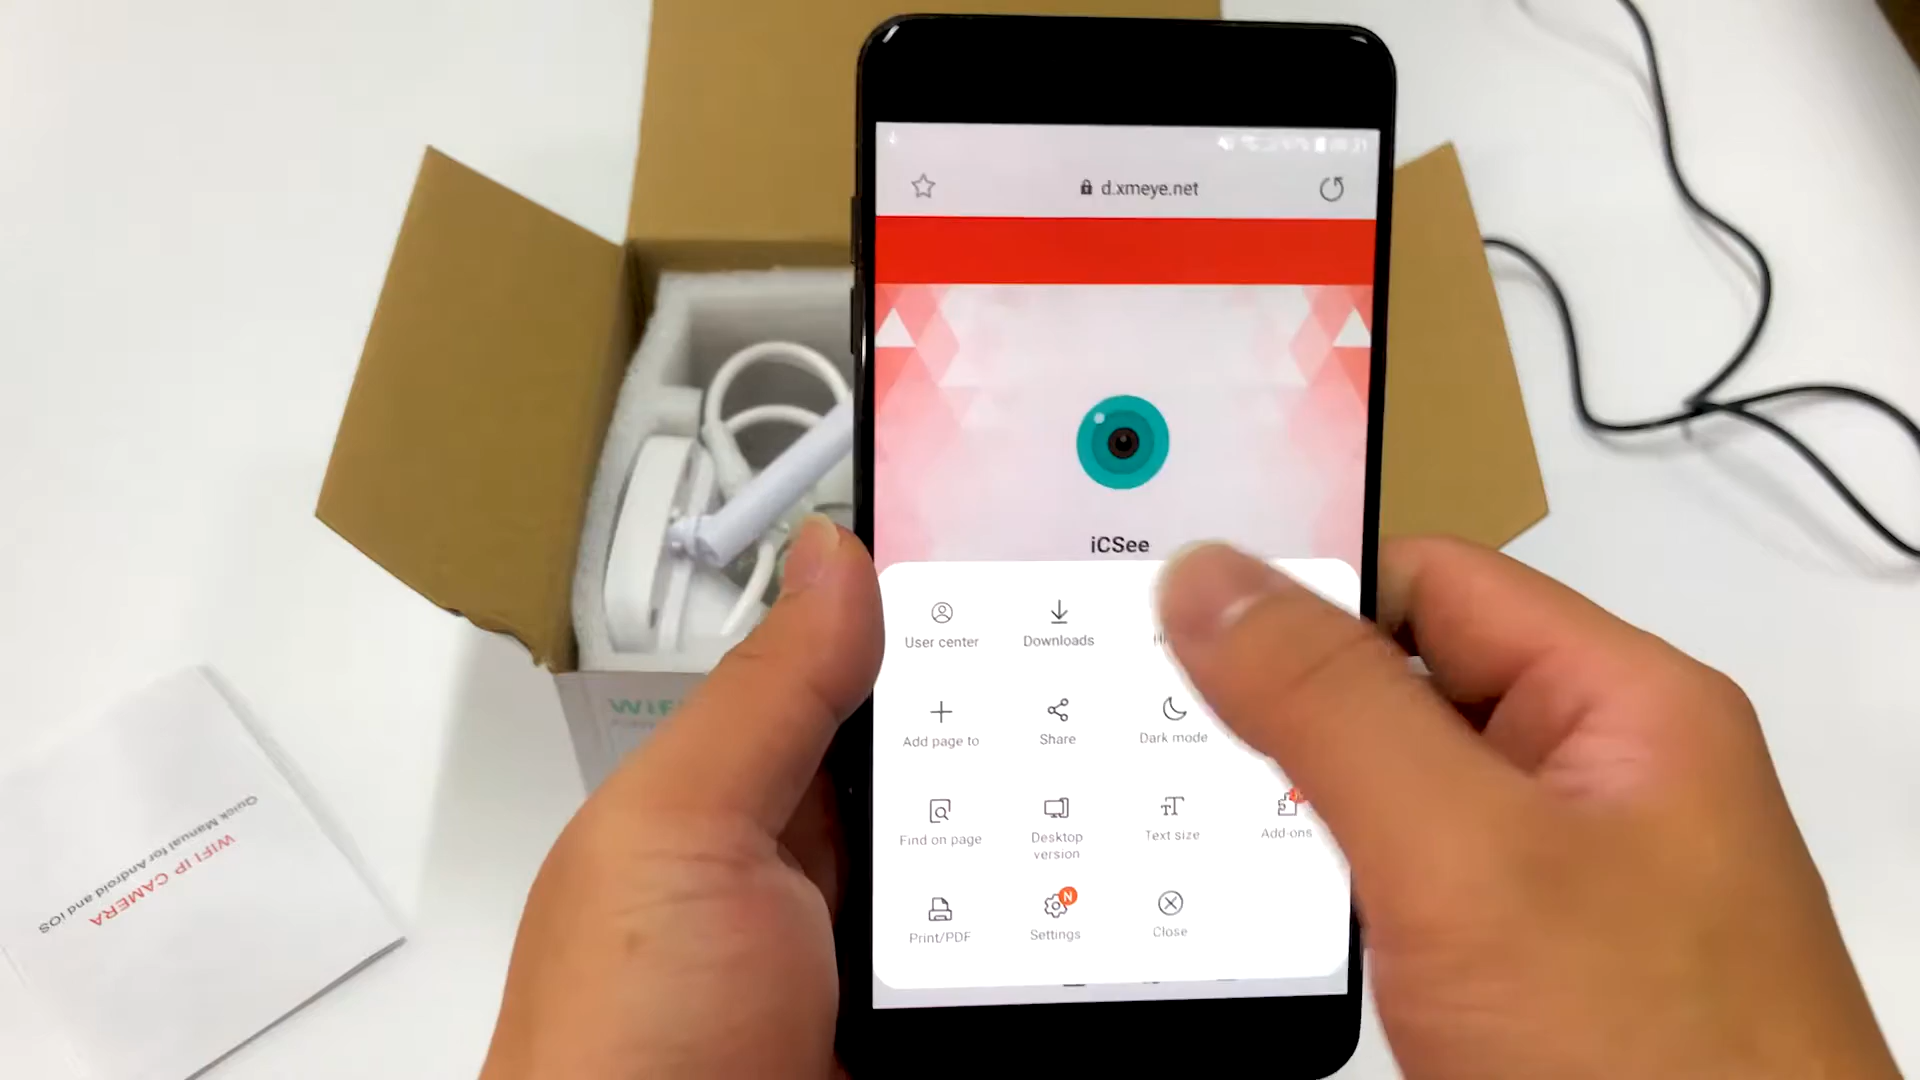 d.xmeye.net
iCSee
User center
Downloads
Add page to
Share
Dark mode
Find on page
Desktop
version
Text size
Add-ons
Print/PDF
N
Settings
Close
WIFI IP CAMERA
Quick Manual for Android and iOS